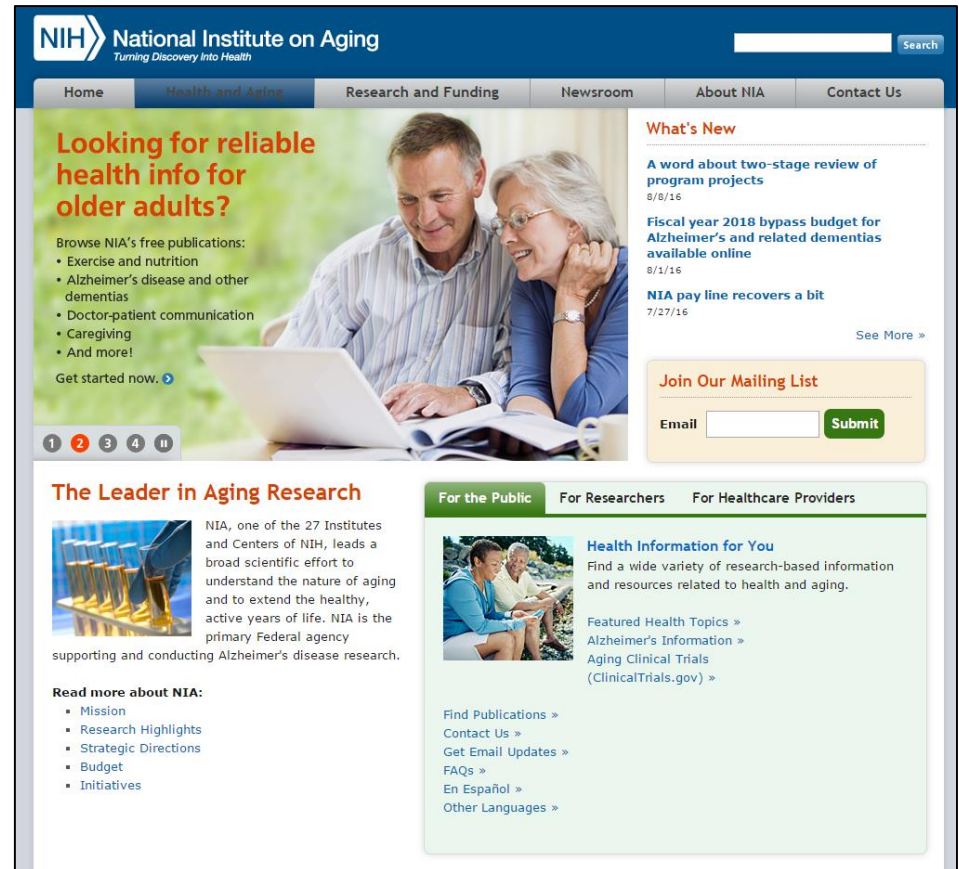 NIH National Institute on Aging
Turning Discovery Into Health
Search
Home Health and Aging Research and Funding Newsroom About NIA Contact Us
Looking for reliable
health info for
older adults?
Browse NIA's free publications:
• Exercise and nutrition
• Alzheimer's disease and other
dementias
• Doctor-patient communication
• Caregiving
• And more!
Get started now.
1 2 3 4
What's New
A word about two-stage review of
program projects
8/8/16
Fiscal year 2018 bypass budget for
Alzheimer's and related dementias
available online
8/1/16
NIA pay line recovers a bit
7/27/16
See More »
Join Our Mailing List
Email Submit
The Leader in Aging Research
NIA, one of the 27 Institutes
and Centers of NIH, leads a
broad scientific effort to
understand the nature of aging
and to extend the healthy,
active years of life. NIA is the
primary Federal agency
supporting and conducting Alzheimer's disease research.
Read more about NIA:
▪ Mission
▪ Research Highlights
▪ Strategic Directions
▪ Budget
▪ Initiatives
For the Public For Researchers For Healthcare Providers
Health Information for You
Find a wide variety of research-based information
and resources related to health and aging.
Featured Health Topics »
Alzheimer's Information »
Aging Clinical Trials
(ClinicalTrials.gov) »
Find Publications »
Contact Us »
Get Email Updates »
FAQs »
En Español »
Other Languages »